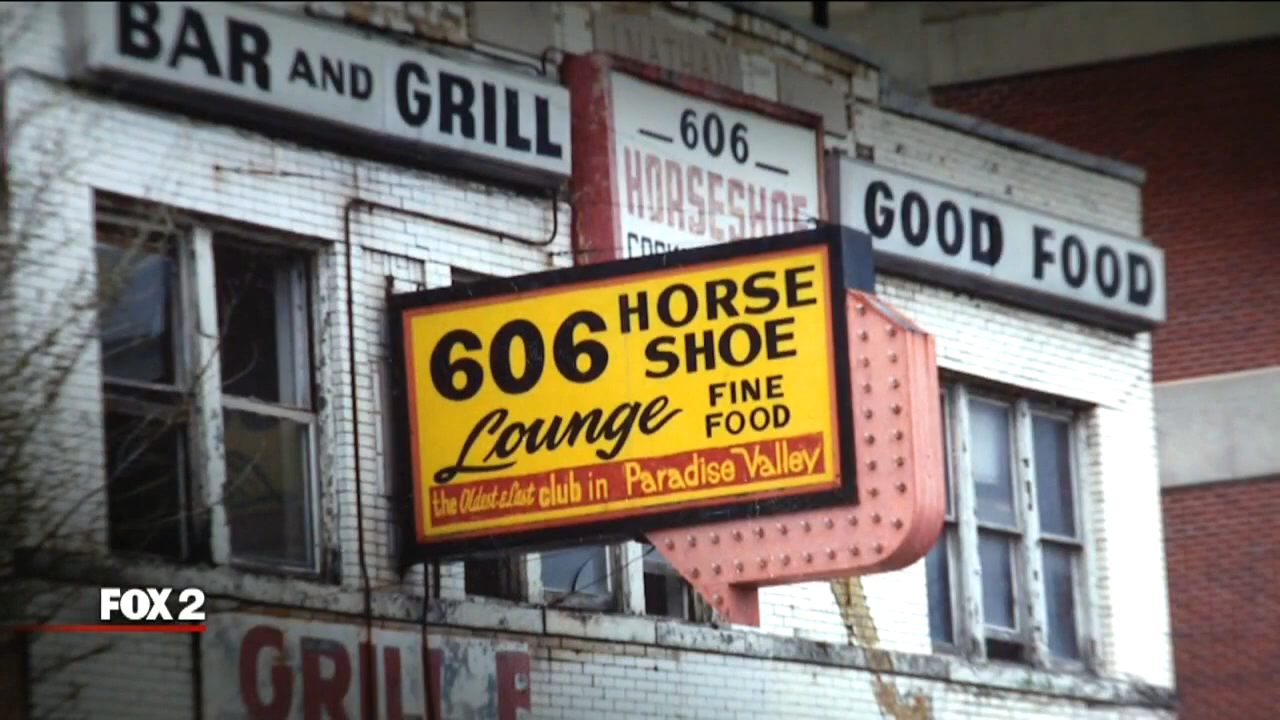 BAR AND GRILL
NATHAN
— 606 —
HORSESHOE
GOOD FOOD
606 HORSE
SHOE
Lounge FINE
FOOD
the Oldest & Last club in Paradise Valley
FOX 2
GRILL